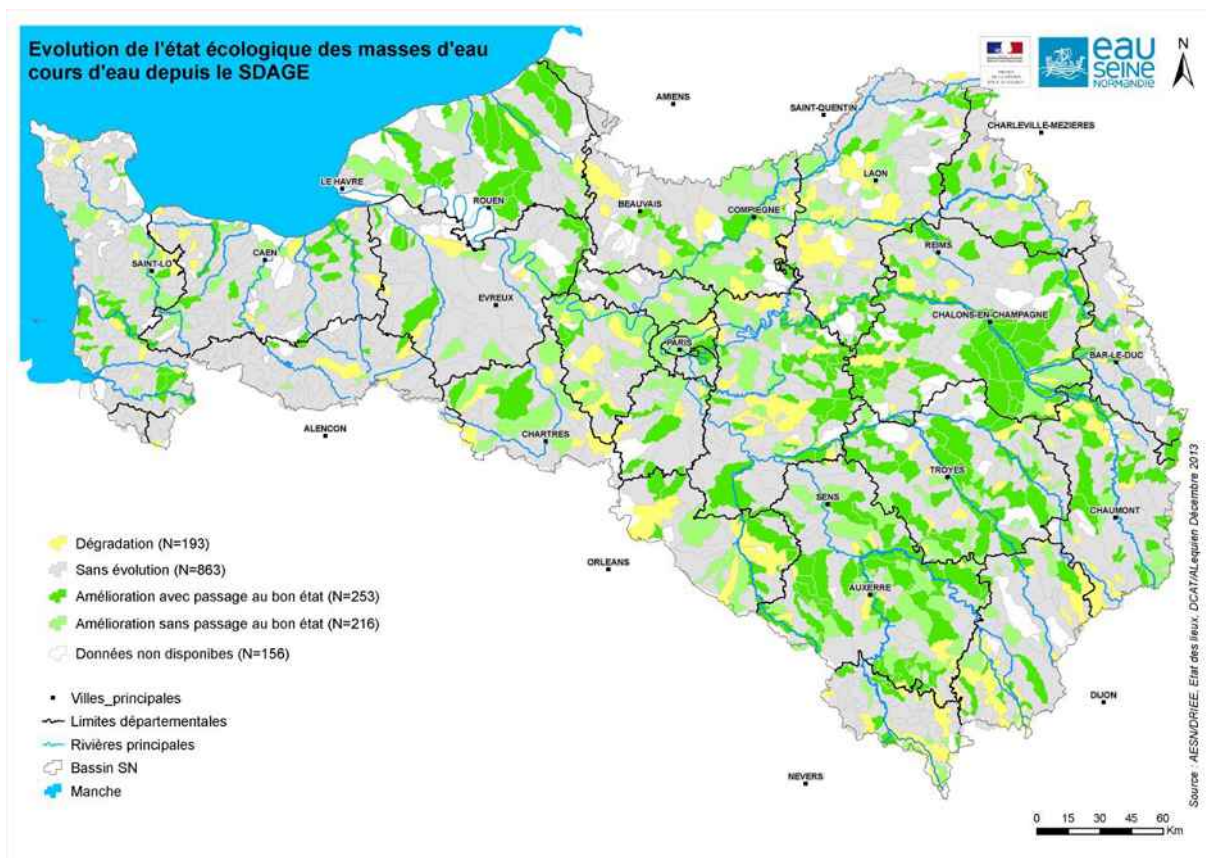 Evolution de l'état écologique des masses d'eau
cours d'eau depuis le SDAGE
eau
SEINE
NORMANDIE
N
AMIENS
SAINT-QUENTIN
CHARLEVILLE-MEZIERES
LAON
LE HAVRE
ROUEN
BEAUVAIS
COMPIEGNE
REIMS
SAINT-LO
CAEN
EVREUX
CHALONS-EN-CHAMPAGNE
PARIS
BAR-LE-DUC
ALENCON
CHARTRES
TROYES
SENS
CHAUMONT
ORLEANS
AUXERRE
DIJON
NEVERS
Dégradation (N=193)
Sans évolution (N=863)
Amélioration avec passage au bon état (N=253)
Amélioration sans passage au bon état (N=216)
Données non disponibes (N=156)
Villes_principales
Limites départementales
Rivières principales
Bassin SN
Manche
Source : AESN/DRIEE, Etat des lieux, DCAT/ALequien Décembre 2013
0 15 30 45 60
Km